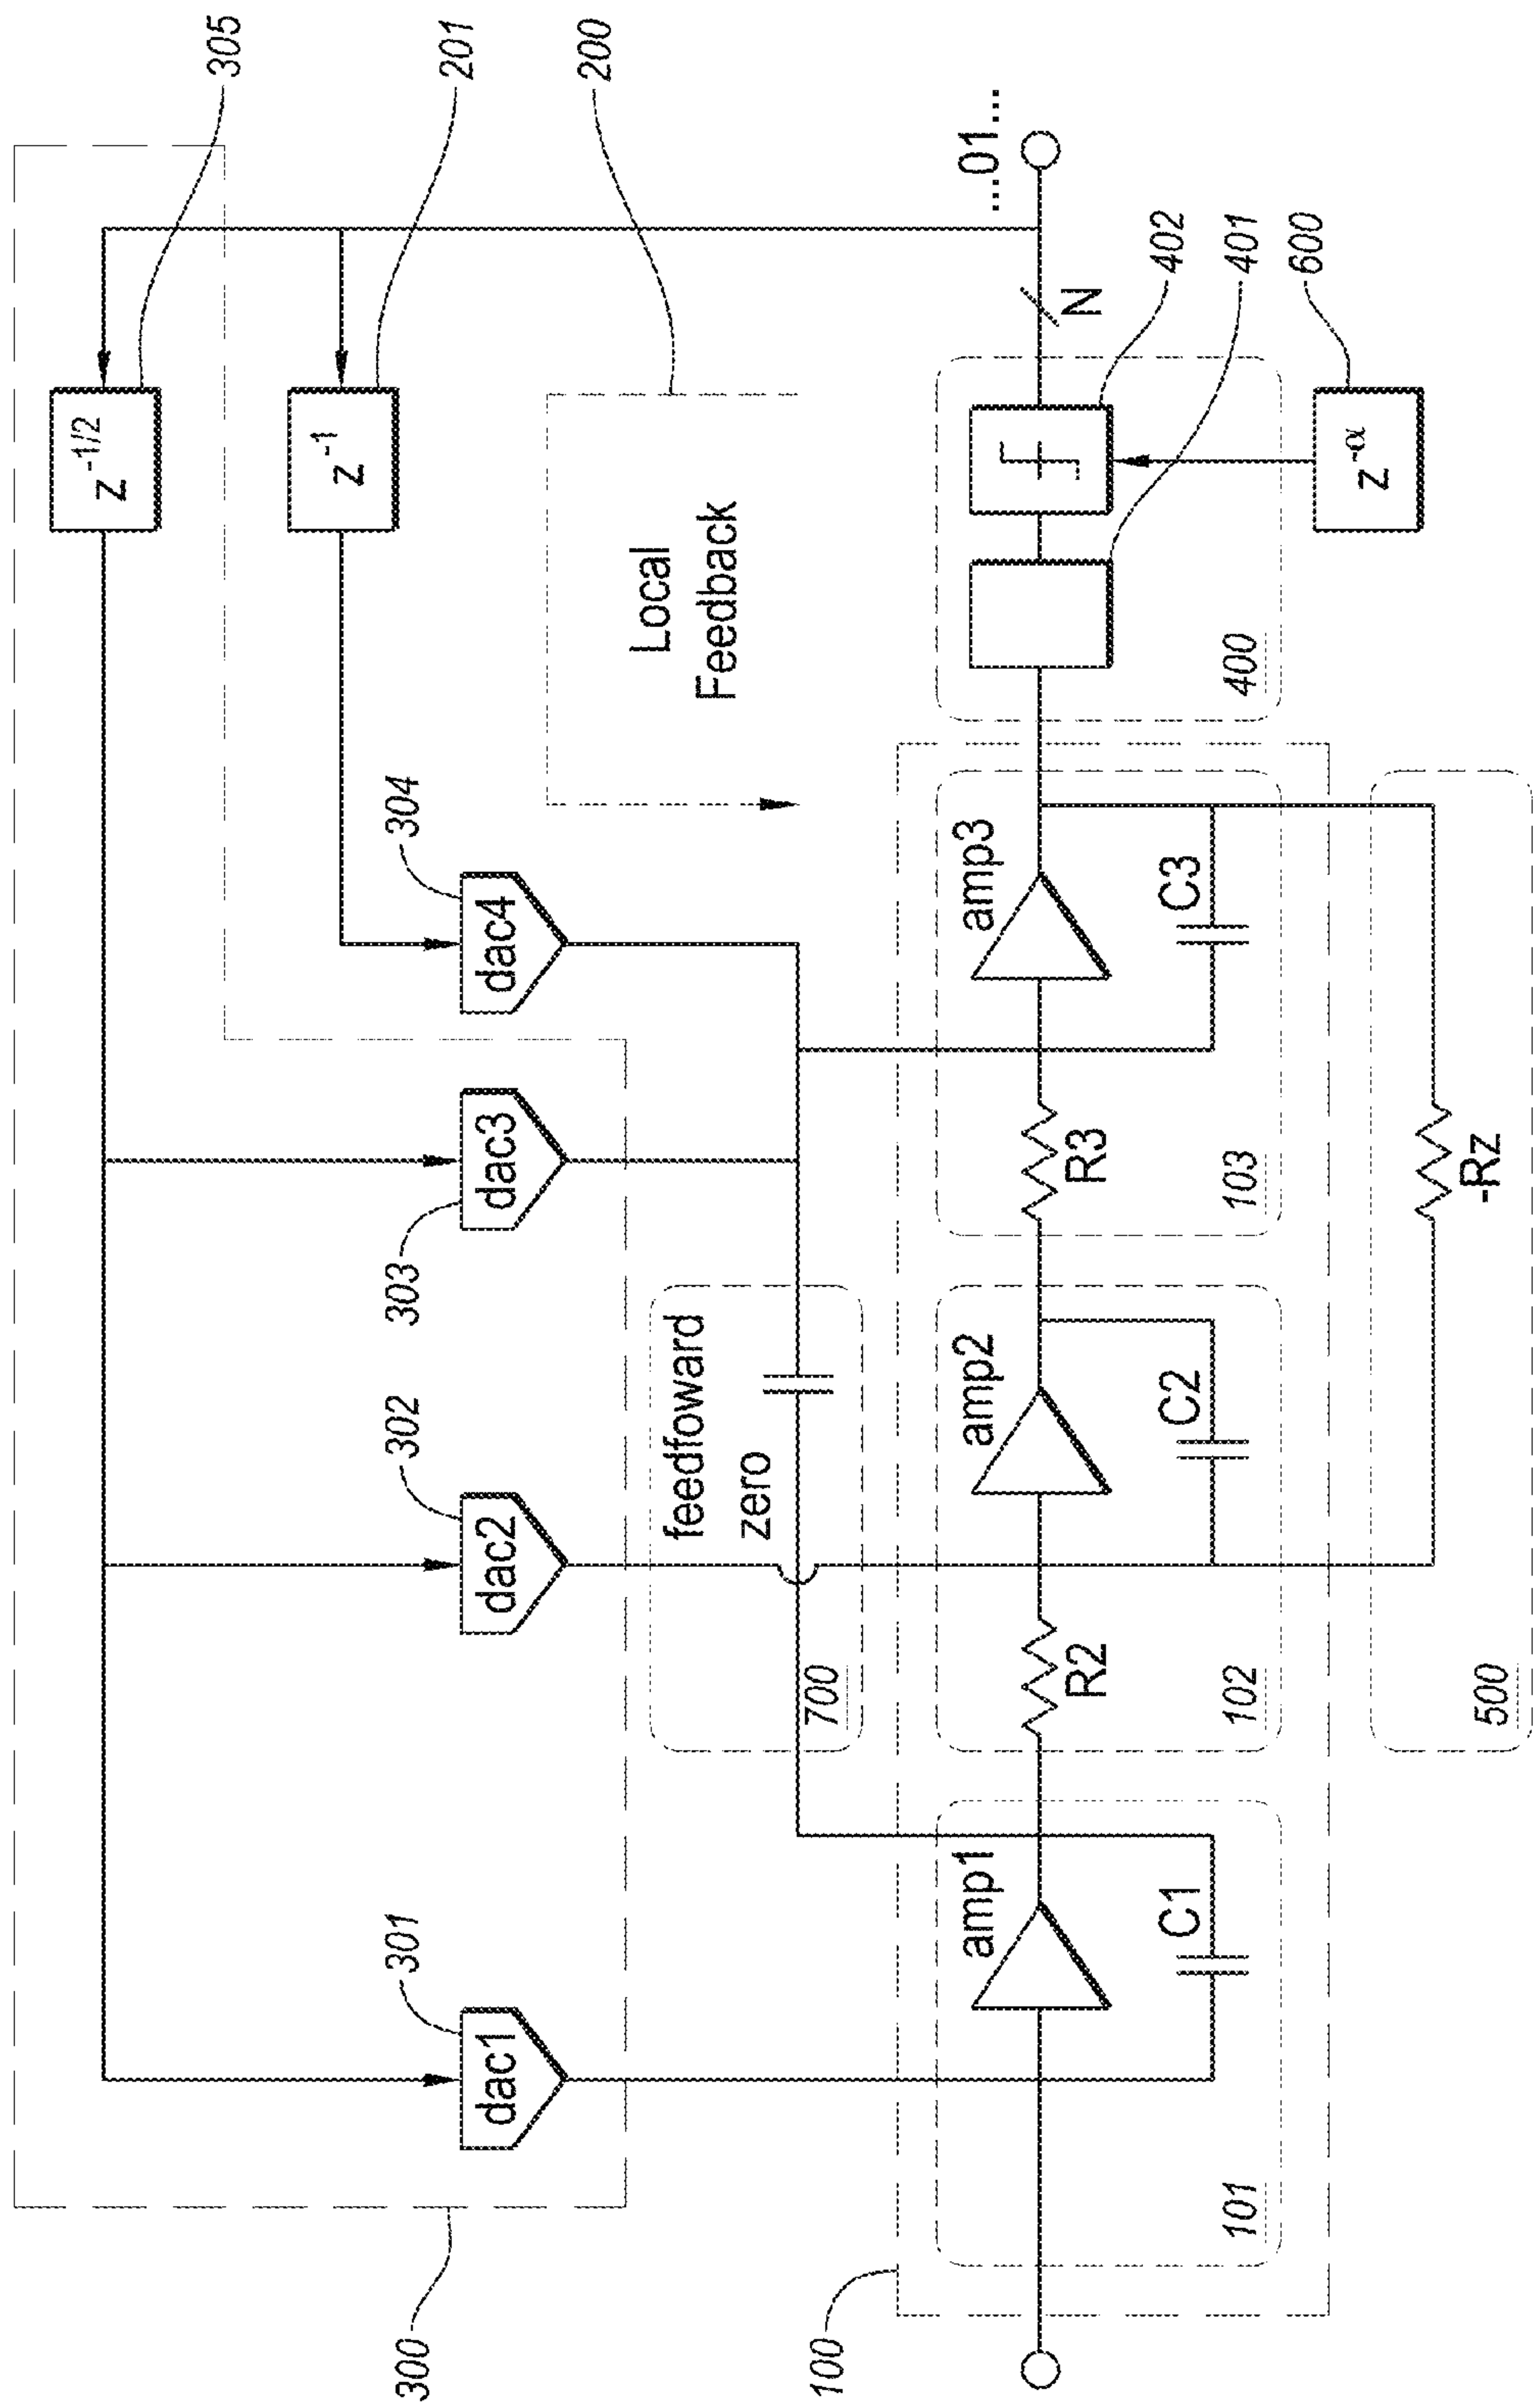 305
201
200
z-1/2
z-1
300
301
dac1
302
dac2
303
dac3
304
dac4
Local
Feedback
feedfoward
zero
700
100
amp1
C1
101
R2
amp2
C2
102
R3
amp3
C3
103
400
...01...
N
402
401
600
z-α
-Rz
500